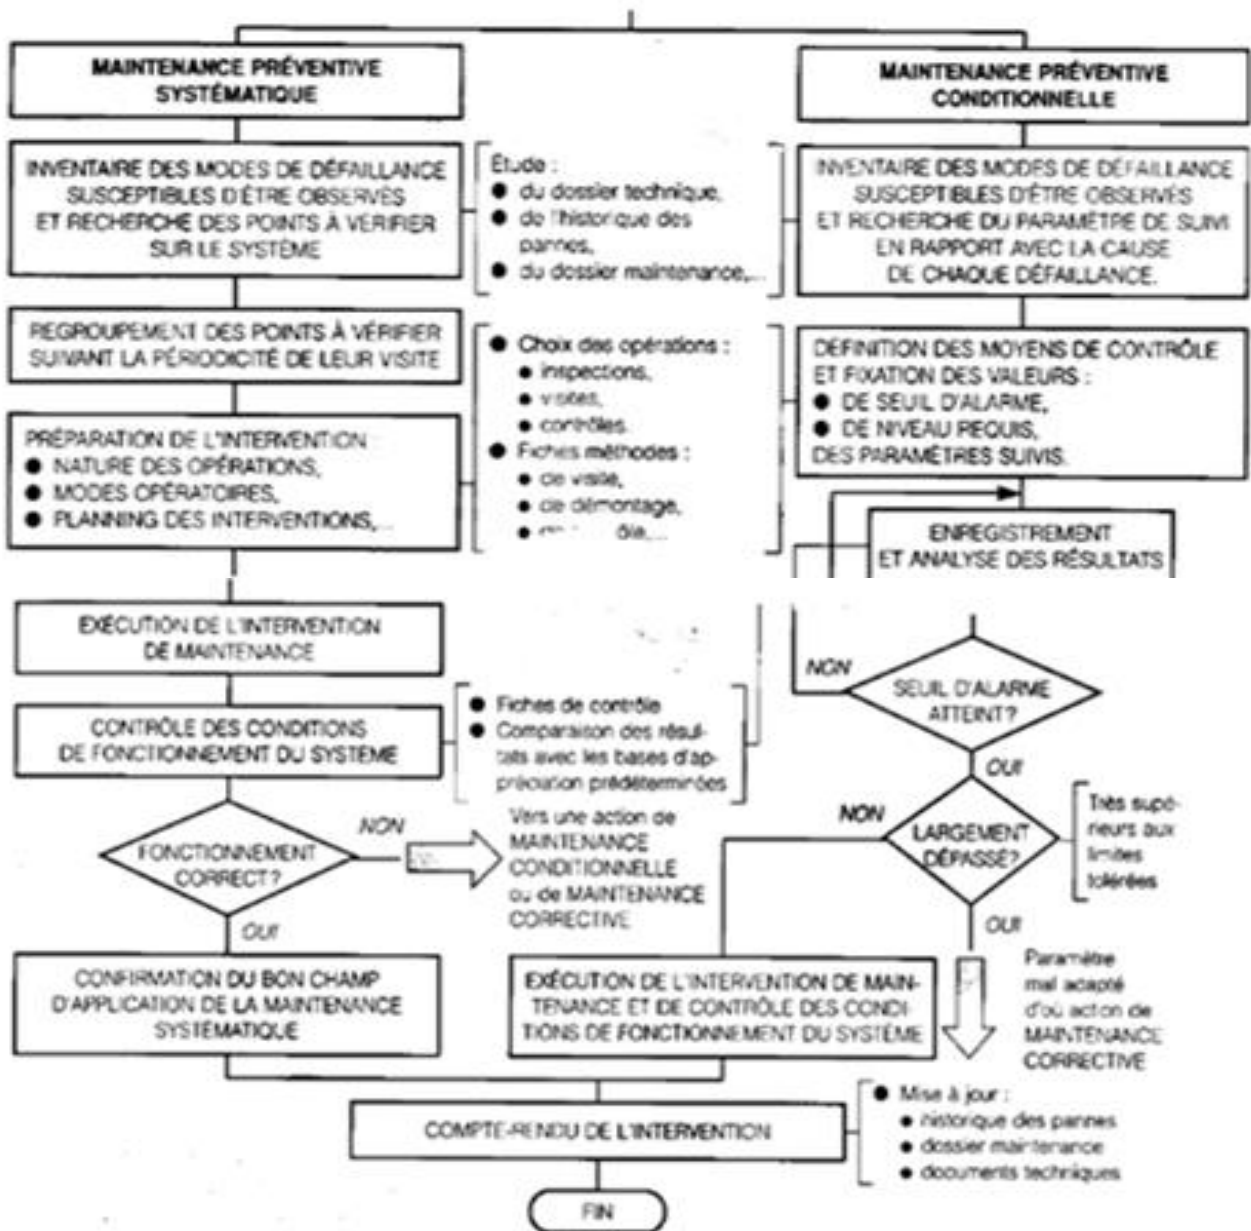 MAINTENANCE PRÉVENTIVE
SYSTÉMATIQUE
MAINTENANCE PRÉVENTIVE
CONDITIONNELLE
INVENTAIRE DES MODES DE DÉFAILLANCE
SUSCEPTIBLES D'ÊTRE OBSERVÉS
ET RECHERCHE DES POINTS À VÉRIFIER
SUR LE SYSTÈME
Étude :
● du dossier technique,
● de l'historique des
pannes,
● du dossier maintenance,...
INVENTAIRE DES MODES DE DÉFAILLANCE
SUSCEPTIBLES D'ÊTRE OBSERVÉS
ET RECHERCHE DU PARAMÈTRE DE SUIVI
EN RAPPORT AVEC LA CAUSE
DE CHAQUE DÉFAILLANCE.
REGROUPEMENT DES POINTS À VÉRIFIER
SUIVANT LA PÉRIODICITÉ DE LEUR VISITE
PRÉPARATION DE L'INTERVENTION :
● NATURE DES OPÉRATIONS,
● MODES OPÉRATOIRES,
● PLANNING DES INTERVENTIONS,...
● Choix des opérations :
● inspections,
● visites,
● contrôles.
● Fiches méthodes :
● de visite,
● de démontage,
DÉFINITION DES MOYENS DE CONTRÔLE
ET FIXATION DES VALEURS :
● DE SEUIL D'ALARME,
● DE NIVEAU REQUIS,
DES PARAMÈTRES SUIVIS.
ENREGISTREMENT
ET ANALYSE DES RÉSULTATS
EXÉCUTION DE L'INTERVENTION
DE MAINTENANCE
CONTRÔLE DES CONDITIONS
DE FONCTIONNEMENT DU SYSTÈME
● Fiches de contrôle
● Comparaison des résul-
tats avec les bases d'ap-
préciation prédéterminées
NON
SEUIL D'ALARME
ATTEINT?
OUI
NON
LARGEMENT
DÉPASSÉ?
Très supé-
rieurs aux
limites
tolérées
OUI
FONCTIONNEMENT
CORRECT?
NON
Vers une action de
MAINTENANCE
CONDITIONNELLE
ou de MAINTENANCE
CORRECTIVE
OUI
CONFIRMATION DU BON CHAMP
D'APPLICATION DE LA MAINTENANCE
SYSTÉMATIQUE
EXÉCUTION DE L'INTERVENTION DE MAIN-
TENANCE ET DE CONTRÔLE DES CONDI-
TIONS DE FONCTIONNEMENT DU SYSTÈME
Paramètre
mal adapté
d'où action de
MAINTENANCE
CORRECTIVE
COMPTE-RENDU DE L'INTERVENTION
● Mise à jour :
● historique des pannes
● dossier maintenance
● documents techniques
FIN